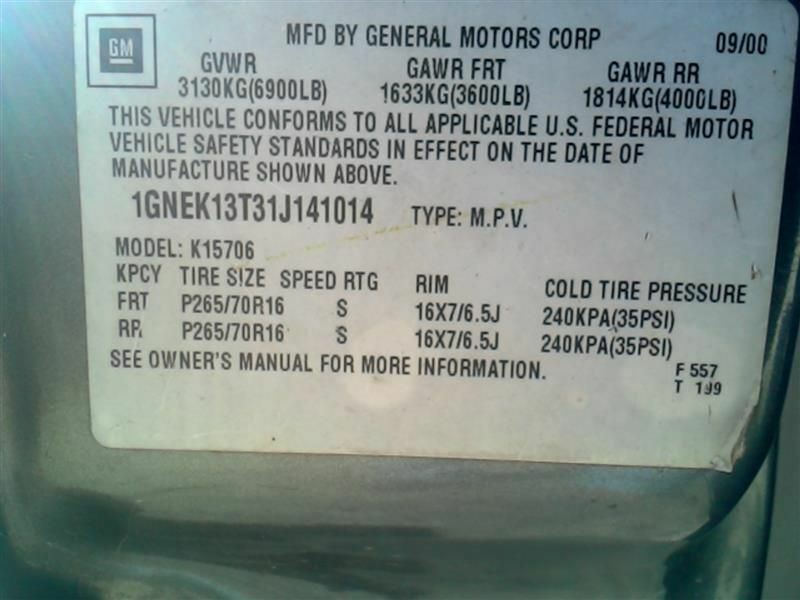 GM
MFD BY GENERAL MOTORS CORP 09/00
GVWR GAWR FRT GAWR RR
3130KG(6900LB) 1633KG(3600LB) 1814KG(4000LB)
THIS VEHICLE CONFORMS TO ALL APPLICABLE U.S. FEDERAL MOTOR
VEHICLE SAFETY STANDARDS IN EFFECT ON THE DATE OF
MANUFACTURE SHOWN ABOVE.
1GNEK13T31J141014 TYPE: M.P.V.
MODEL: K15706
KPCY TIRE SIZE SPEED RTG RIM COLD TIRE PRESSURE
FRT P265/70R16 S 16X7/6.5J 240KPA(35PSI)
RR P265/70R16 S 16X7/6.5J 240KPA(35PSI)
SEE OWNER'S MANUAL FOR MORE INFORMATION.
F 557
T 199